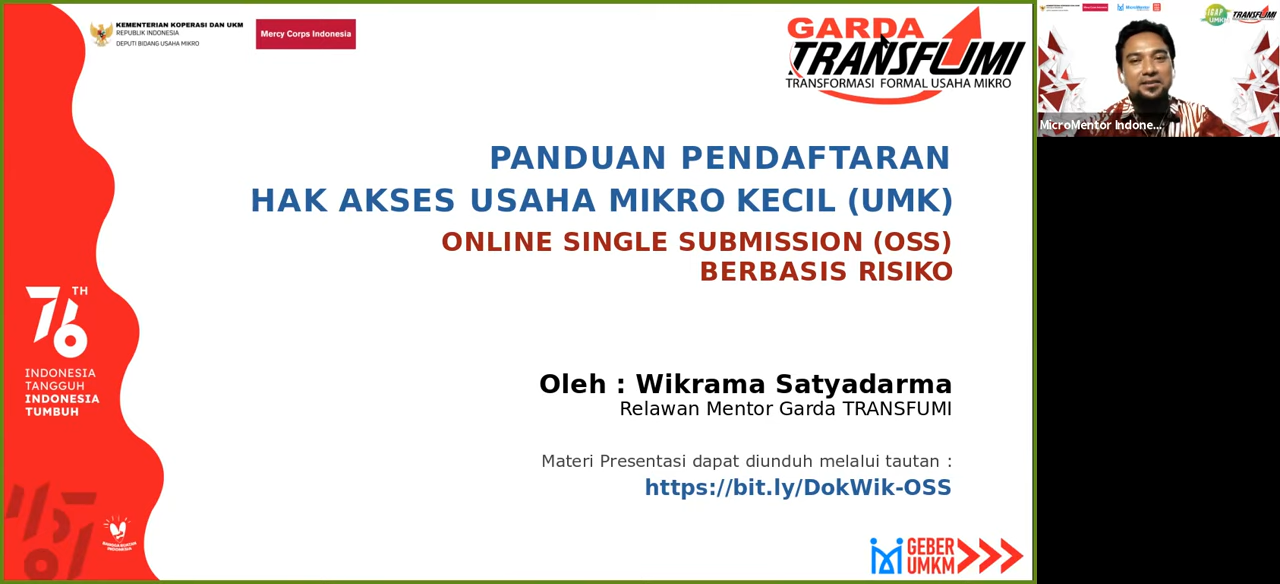 KEMENTERIAN KOPERASI DAN UKM
REPUBLIK INDONESIA
DEPUTI BIDANG USAHA MIKRO
Mercy Corps Indonesia
GARDA
TRANSFUMI
TRANSFORMASI FORMAL USAHA MIKRO
PANDUAN PENDAFTARAN
HAK AKSES USAHA MIKRO KECIL (UMK)
ONLINE SINGLE SUBMISSION (OSS)
BERBASIS RISIKO
76TH
INDONESIA
TANGGUH
INDONESIA
TUMBUH
Oleh : Wikrama Satyadarma
Relawan Mentor Garda TRANSFUMI
Materi Presentasi dapat diunduh melalui tautan :
https://bit.ly/DokWik-OSS
GEBER
UMKM
TRANSFUMI
MicroMentor Indone...